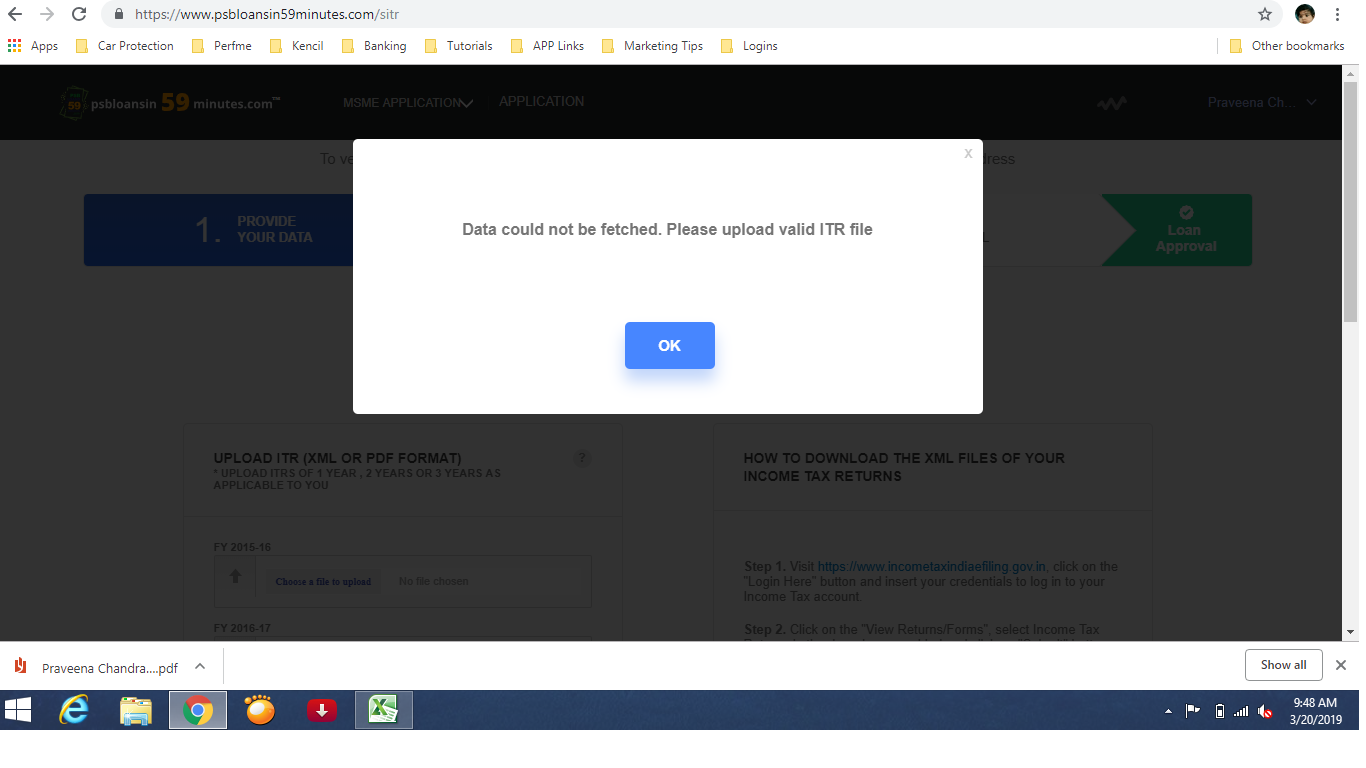 https://www.psbloansin59minutes.com/sitr
Apps Car Protection Perfme Kencil Banking Tutorials APP Links Marketing Tips Logins Other bookmarks
psbloansin 59 minutes.com™ MSME APPLICATION APPLICATION Praveena Ch...
x
To ve
dress
1. PROVIDE
YOUR DATA
Loan
Approval
Data could not be fetched. Please upload valid ITR file
OK
UPLOAD ITR (XML OR PDF FORMAT) ?
* UPLOAD ITRS OF 1 YEAR , 2 YEARS OR 3 YEARS AS
APPLICABLE TO YOU
FY 2015-16
Choose a file to upload No file chosen
FY 2016-17
HOW TO DOWNLOAD THE XML FILES OF YOUR
INCOME TAX RETURNS
Step 1. Visit https://www.incometaxindiaefiling.gov.in, click on the
"Login Here" button and insert your credentials to log in to your
Income Tax account.
Step 2. Click on the "View Returns/Forms", select Income Tax
Praveena Chandra....pdf
Show all
9:48 AM
3/20/2019